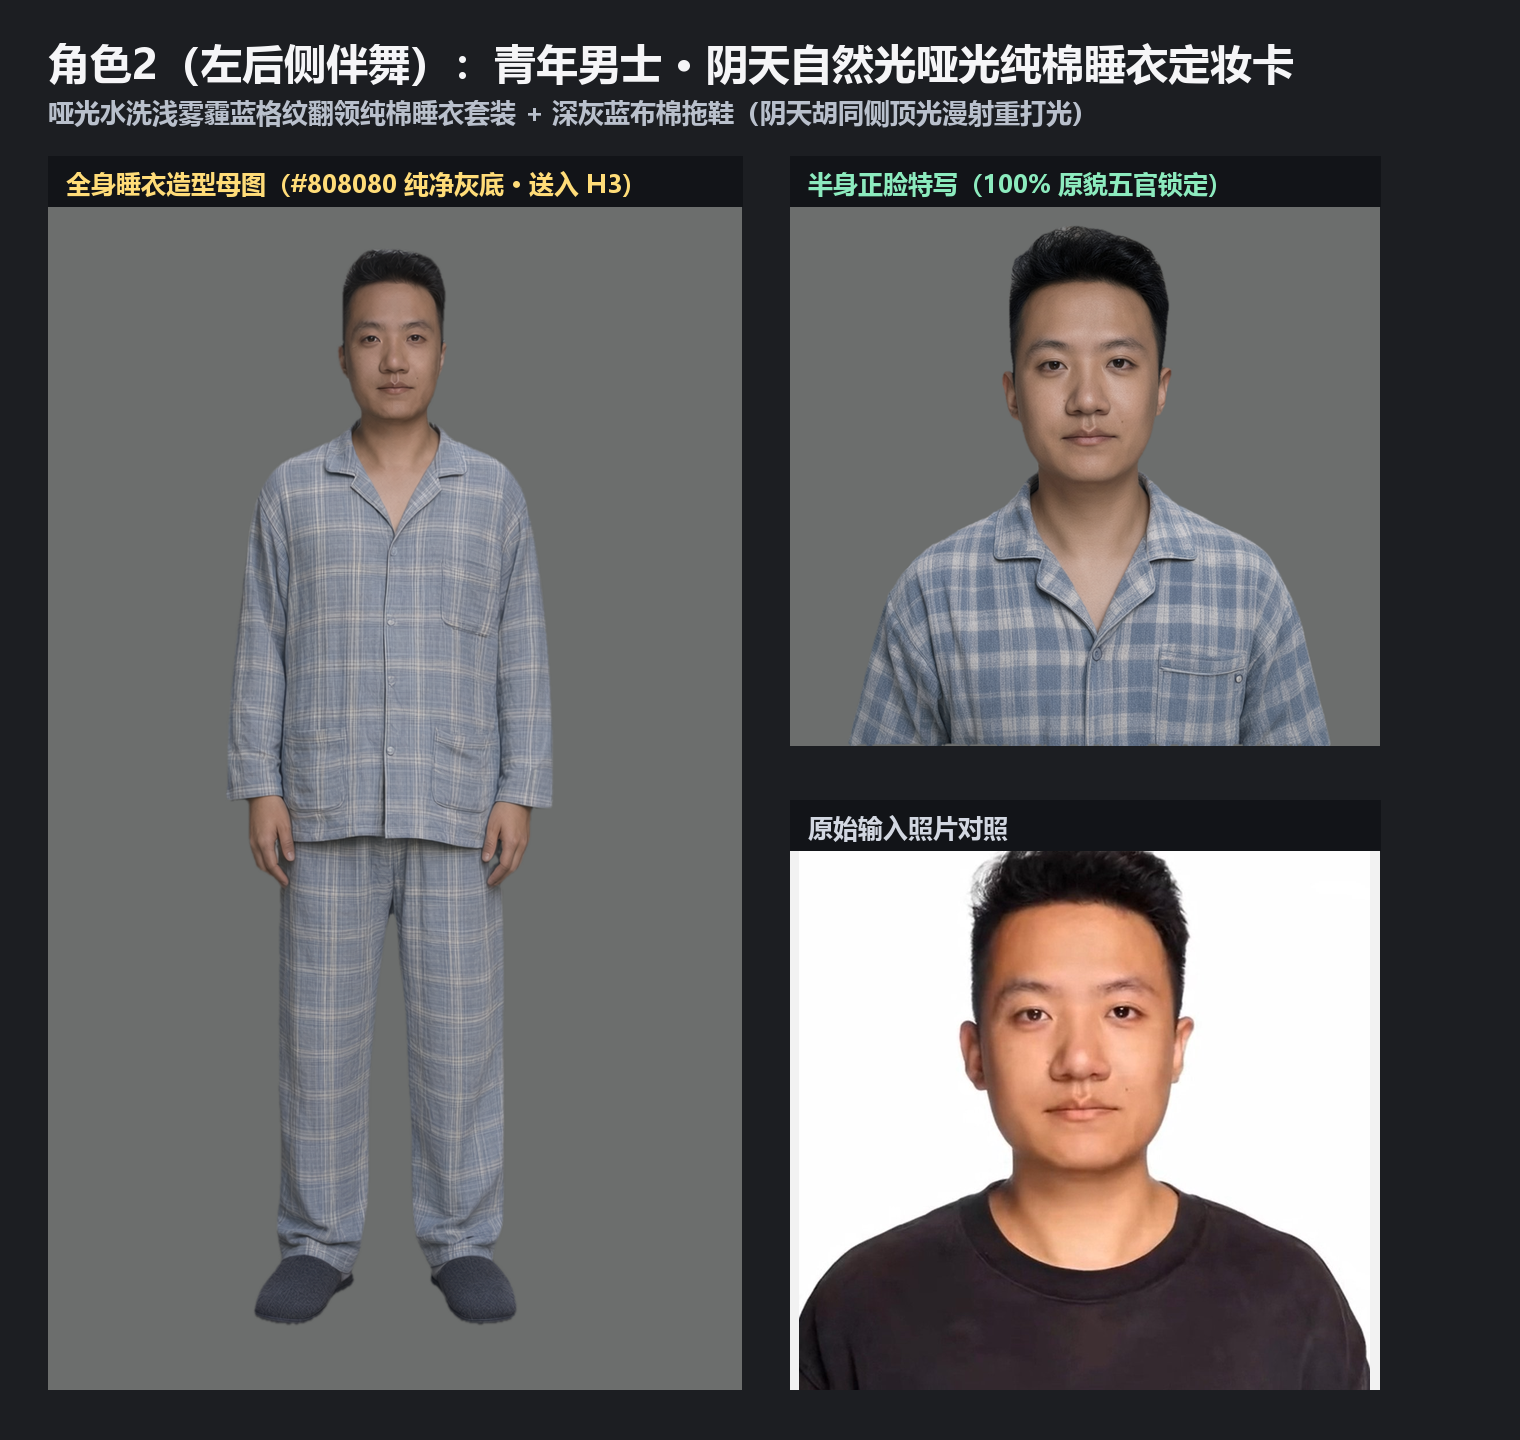 角色2（左后侧伴舞）：青年男士 • 阴天自然光哑光纯棉睡衣定妆卡
哑光水洗浅雾霾蓝格纹翻领纯棉睡衣套装 + 深灰蓝布棉拖鞋（阴天胡同侧顶光漫射重打光）
全身睡衣造型母图（#808080 纯净灰底 • 送入 H3）
半身正脸特写（100% 原貌五官锁定）
原始输入照片对照